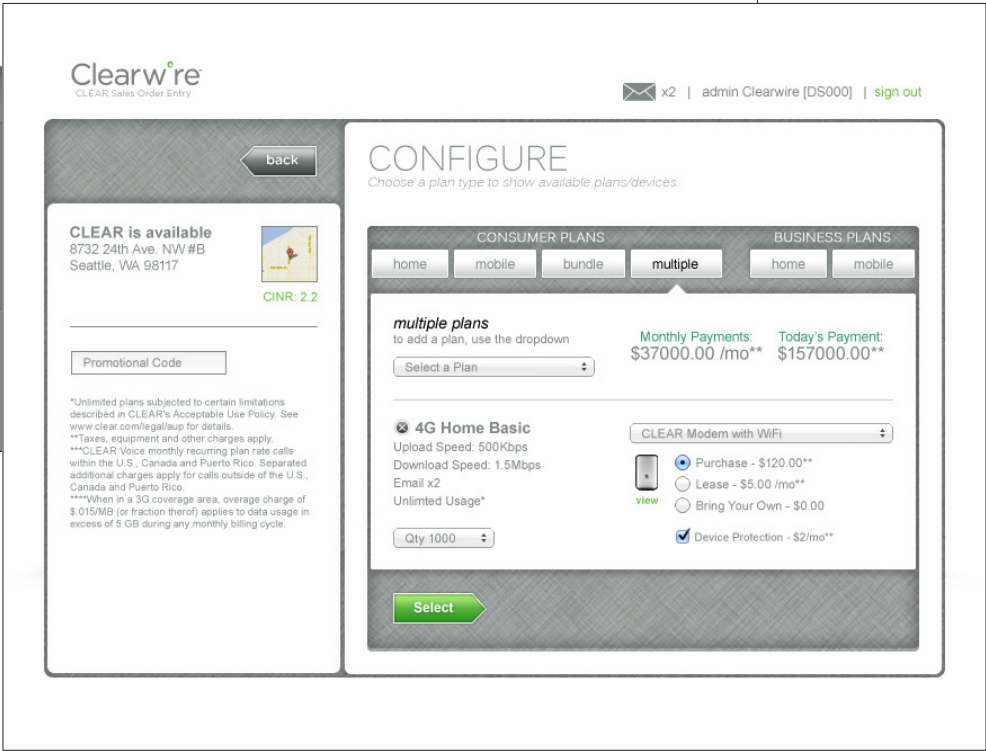 Clearwire
CLEAR Sales Order Entry
x2 | admin Clearwire [DS000] | sign out
back
CLEAR is available
8732 24th Ave. NW #B
Seattle, WA 98117
CINR: 2.2
Promotional Code
*Unlimited plans subjected to certain limitations
described in CLEAR's Acceptable Use Policy. See
www.clear.com/legal/aup for details.
**Taxes, equipment and other charges apply.
***CLEAR Voice monthly recurring plan rate calls
within the U.S., Canada and Puerto Rico. Separated
additional charges apply for calls outside of the U.S.,
Canada and Puerto Rico.
****When in a 3G coverage area, overage charge of
$.015/MB (or fraction therof) applies to data usage in
excess of 5 GB during any monthly billing cycle.
CONFIGURE
Choose a plan type to show available plans/devices.
CONSUMER PLANS
home mobile bundle multiple
BUSINESS PLANS
home mobile
multiple plans
to add a plan, use the dropdown
Select a Plan
Monthly Payments:
$37000.00 /mo**
Today's Payment:
$157000.00**
4G Home Basic
Upload Speed: 500Kbps
Download Speed: 1.5Mbps
Email x2
Unlimted Usage*
Qty 1000
CLEAR Modem with WiFi
view
Purchase - $120.00**
Lease - $5.00 /mo**
Bring Your Own - $0.00
Device Protection - $2/mo**
Select